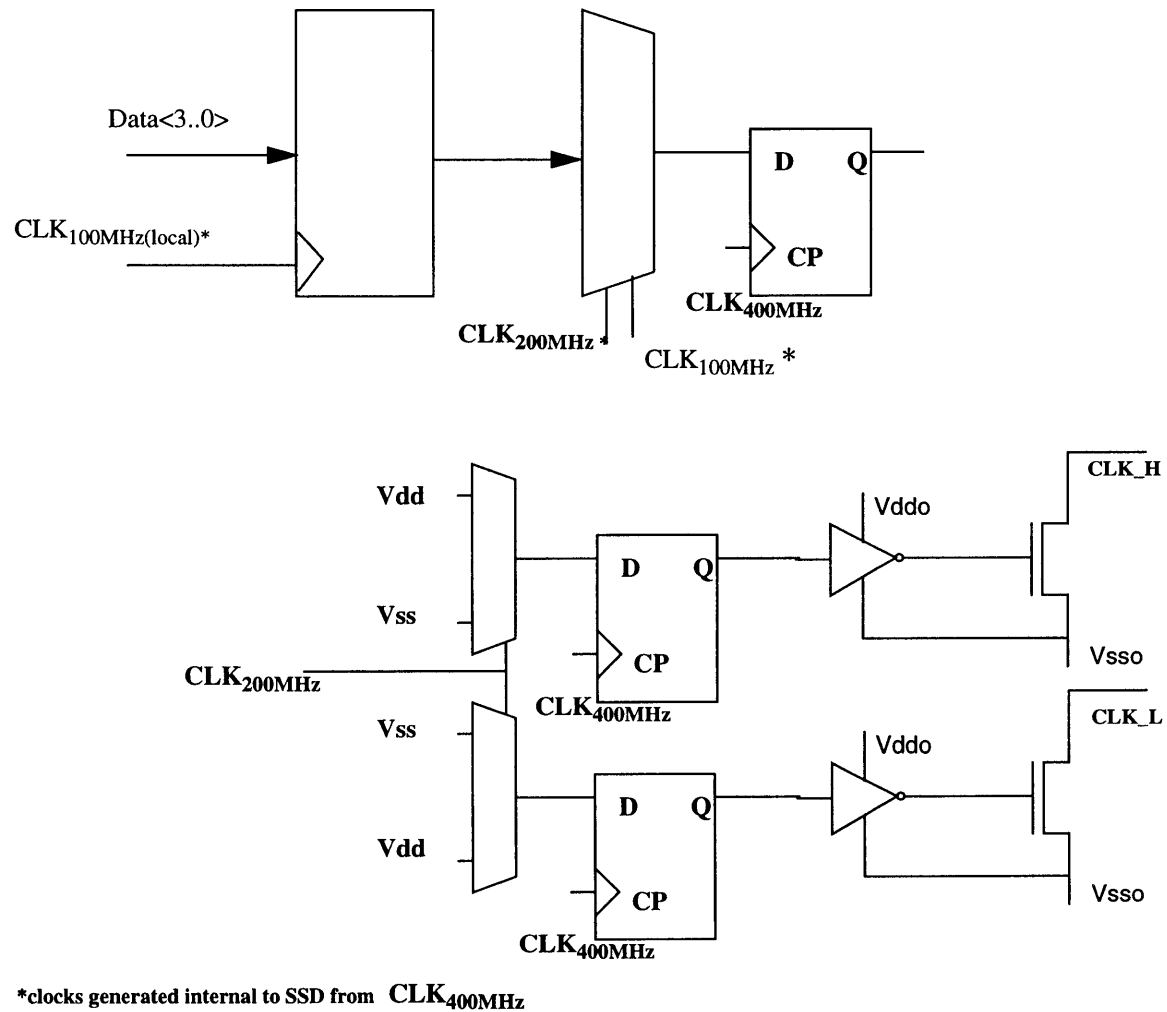 Data<3..0>
CLK100MHz(local)*
D Q
CP
CLK400MHz
CLK200MHz *
CLK100MHz *
CLK_H
Vdd
Vddo
D Q
Vss
CP
Vsso
CLK200MHz
CLK400MHz
CLK_L
Vss
Vddo
D Q
Vdd
CP
Vsso
CLK400MHz
*clocks generated internal to SSD from CLK400MHz